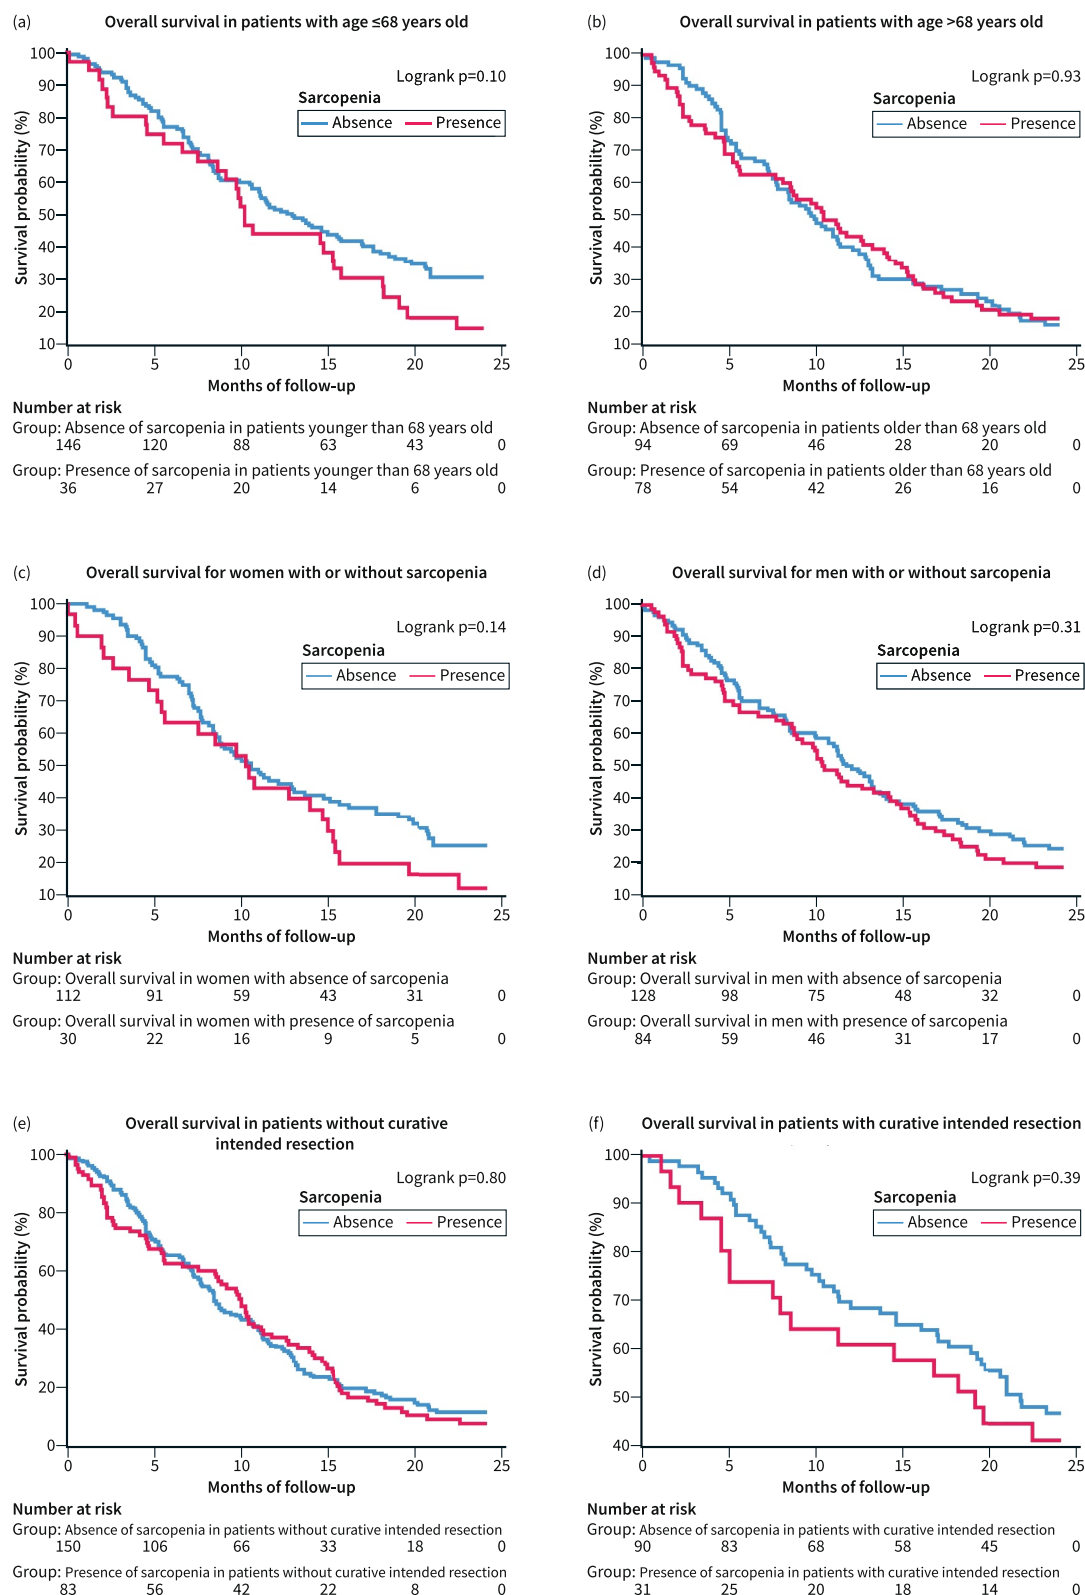 (a) Overall survival in patients with age ≤68 years old
Logrank p=0.10
Sarcopenia
Absence Presence
Survival probability (%)
100
90
80
70
60
50
40
30
20
10
0 5 10 15 20 25
Months of follow-up
Number at risk
Group: Absence of sarcopenia in patients younger than 68 years old
146 120 88 63 43 0
Group: Presence of sarcopenia in patients younger than 68 years old
36 27 20 14 6 0
(b) Overall survival in patients with age >68 years old
Logrank p=0.93
Sarcopenia
Absence Presence
Survival probability (%)
100
90
80
70
60
50
40
30
20
10
0 5 10 15 20 25
Months of follow-up
Number at risk
Group: Absence of sarcopenia in patients older than 68 years old
94 69 46 28 20 0
Group: Presence of sarcopenia in patients older than 68 years old
78 54 42 26 16 0
(c) Overall survival for women with or without sarcopenia
Logrank p=0.14
Sarcopenia
Absence Presence
Survival probability (%)
100
90
80
70
60
50
40
30
20
10
0 5 10 15 20 25
Months of follow-up
Number at risk
Group: Overall survival in women with absence of sarcopenia
112 91 59 43 31 0
Group: Overall survival in women with presence of sarcopenia
30 22 16 9 5 0
(d) Overall survival for men with or without sarcopenia
Logrank p=0.31
Sarcopenia
Absence Presence
Survival probability (%)
100
90
80
70
60
50
40
30
20
10
0 5 10 15 20 25
Months of follow-up
Number at risk
Group: Overall survival in men with absence of sarcopenia
128 98 75 48 32 0
Group: Overall survival in men with presence of sarcopenia
84 59 46 31 17 0
(e) Overall survival in patients without curative
intended resection
Logrank p=0.80
Sarcopenia
Absence Presence
Survival probability (%)
100
80
60
40
20
0
0 5 10 15 20 25
Months of follow-up
Number at risk
Group: Absence of sarcopenia in patients without curative intended resection
150 106 66 33 18 0
Group: Presence of sarcopenia in patients without curative intended resection
83 56 42 22 8 0
(f) Overall survival in patients with curative intended resection
Logrank p=0.39
Sarcopenia
Absence Presence
Survival probability (%)
100
90
80
70
60
50
40
0 5 10 15 20 25
Months of follow-up
Number at risk
Group: Absence of sarcopenia in patients with curative intended resection
90 83 68 58 45 0
Group: Presence of sarcopenia in patients with curative intended resection
31 25 20 18 14 0